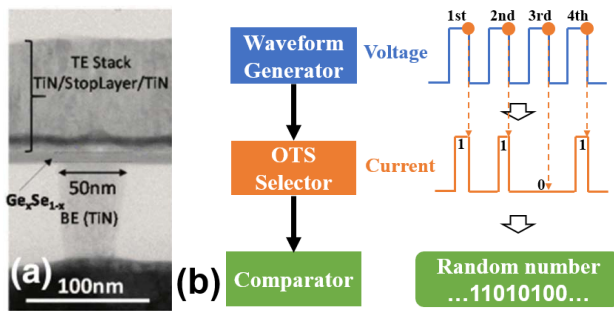 TE Stack
TiN/StopLayer/TiN
50nm
GeₓSe₁₋ₓ
BE (TiN)
(a)
100nm
(b)
Waveform
Generator
OTS
Selector
Comparator
Voltage
1st 2nd 3rd 4th
Current
1 1 0 1
Random number
...11010100...